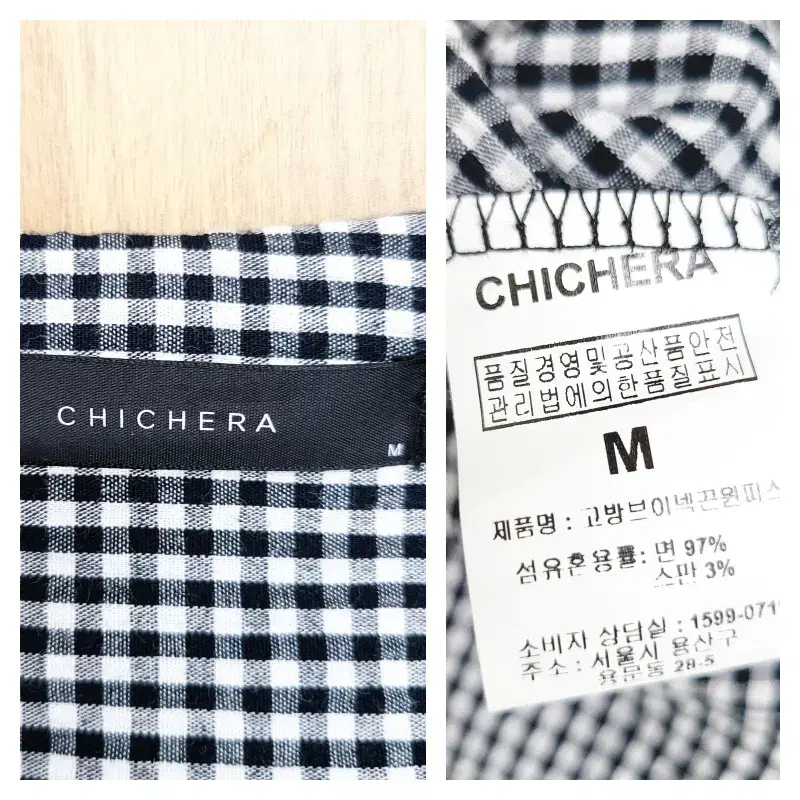 CHICHERA
M
CHICHERA
품질경영및공산품안전
관리법에의한품질표시
M
제품명 : 고방브이넥끈원피스
섬유혼용률: 면 97%
스판 3%
소비자 상담실 : 1599-071
주소 : 서울시 용산구
용문동 28-5